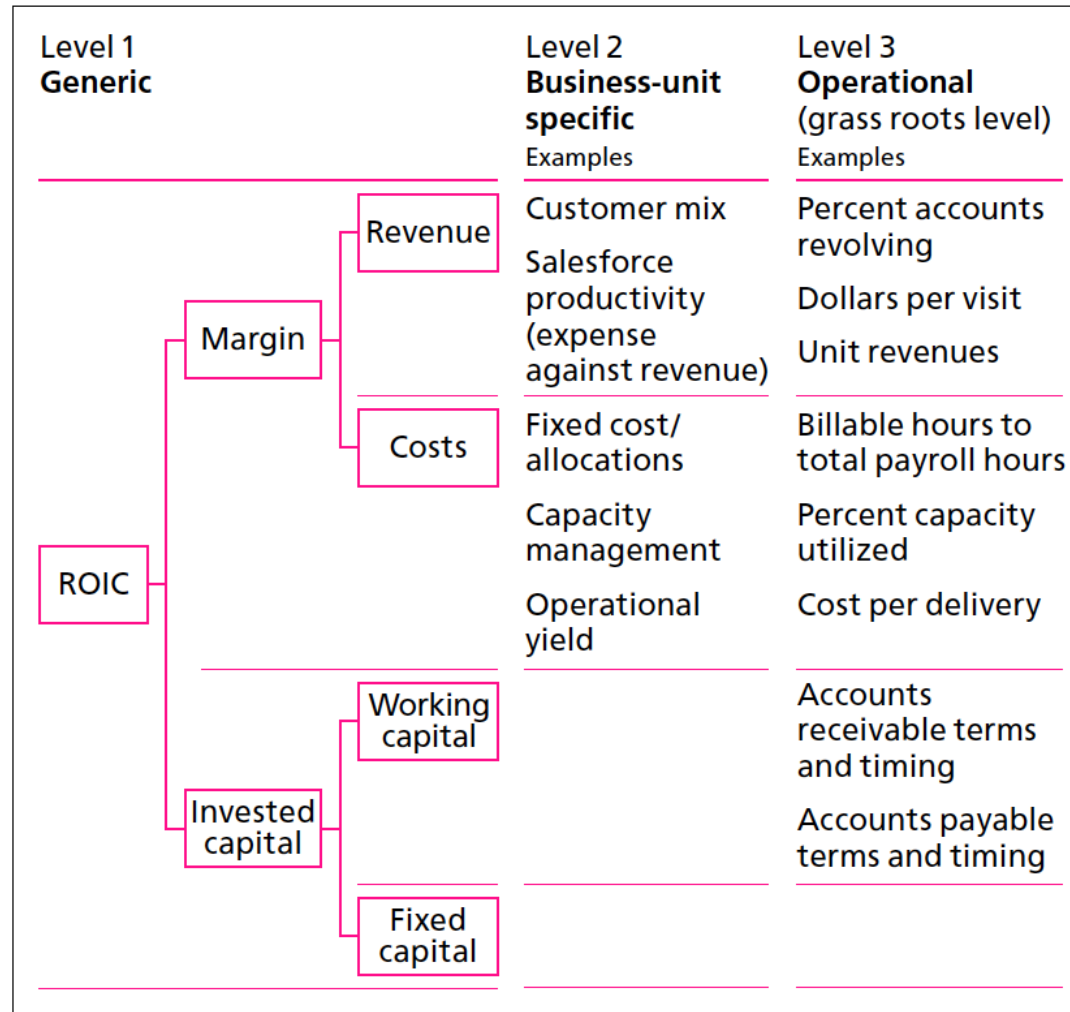 Level 1
Generic
Level 2
Business-unit
specific
Examples
Level 3
Operational
(grass roots level)
Examples
Revenue
Customer mix
Salesforce
productivity
(expense
against revenue)
Percent accounts
revolving
Dollars per visit
Unit revenues
Margin
Costs
Fixed cost/
allocations
Capacity
management
Operational
yield
Billable hours to
total payroll hours
Percent capacity
utilized
Cost per delivery
ROIC
Working
capital
Accounts
receivable terms
and timing
Accounts payable
terms and timing
Invested
capital
Fixed
capital